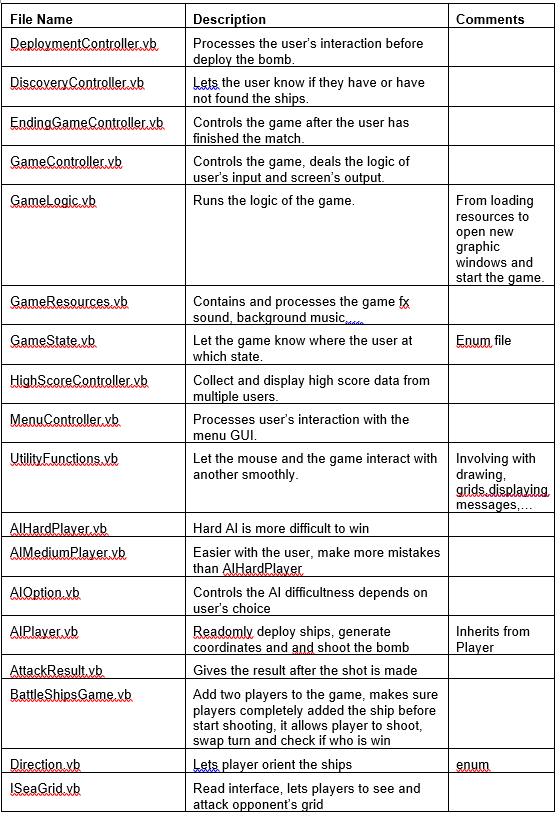 File Name Description Comments
DeploymentController.vb Processes the user's interaction before
deploy the bomb.
DiscoveryController.vb Lets the user know if they have or have
not found the ships.
EndingGameController.vb Controls the game after the user has
finished the match.
GameController.vb Controls the game, deals the logic of
user's input and screen's output.
GameLogic.vb Runs the logic of the game. From loading
resources to
open new
graphic
windows and
start the game.
GameResources.vb Contains and processes the game fx
sound, background music,…
GameState.vb Let the game know where the user at Enum file
which state.
HighScoreController.vb Collect and display high score data from
multiple users.
MenuController.vb Processes user's interaction with the
menu GUI.
UtilityFunctions.vb Let the mouse and the game interact with Involving with
another smoothly. drawing,
grids,displaying
messages,…
AIHardPlayer.vb Hard AI is more difficult to win
AIMediumPlayer.vb Easier with the user, make more mistakes
than AIHardPlayer
AIOption.vb Controls the AI difficultness depends on
user's choice
AIPlayer.vb Readomly deploy ships, generate Inherits from
coordinates and and shoot the bomb Player
AttackResult.vb Gives the result after the shot is made
BattleShipsGame.vb Add two players to the game, makes sure
players completely added the ship before
start shooting, it allows player to shoot,
swap turn and check if who is win
Direction.vb Lets player orient the ships enum
ISeaGrid.vb Read interface, lets players to see and
attack opponent's grid